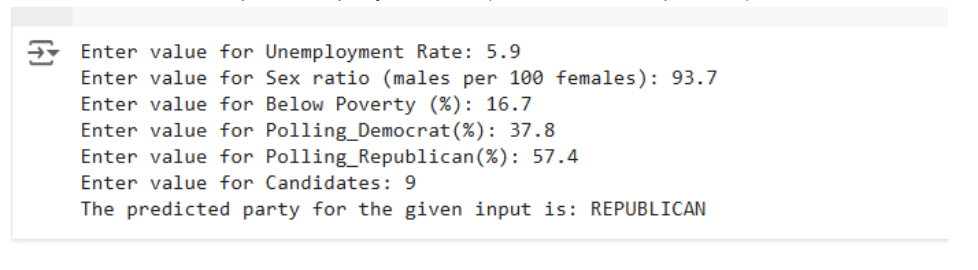 Enter value for Unemployment Rate: 5.9
Enter value for Sex ratio (males per 100 females): 93.7
Enter value for Below Poverty (%): 16.7
Enter value for Polling_Democrat(%): 37.8
Enter value for Polling_Republican(%): 57.4
Enter value for Candidates: 9
The predicted party for the given input is: REPUBLICAN